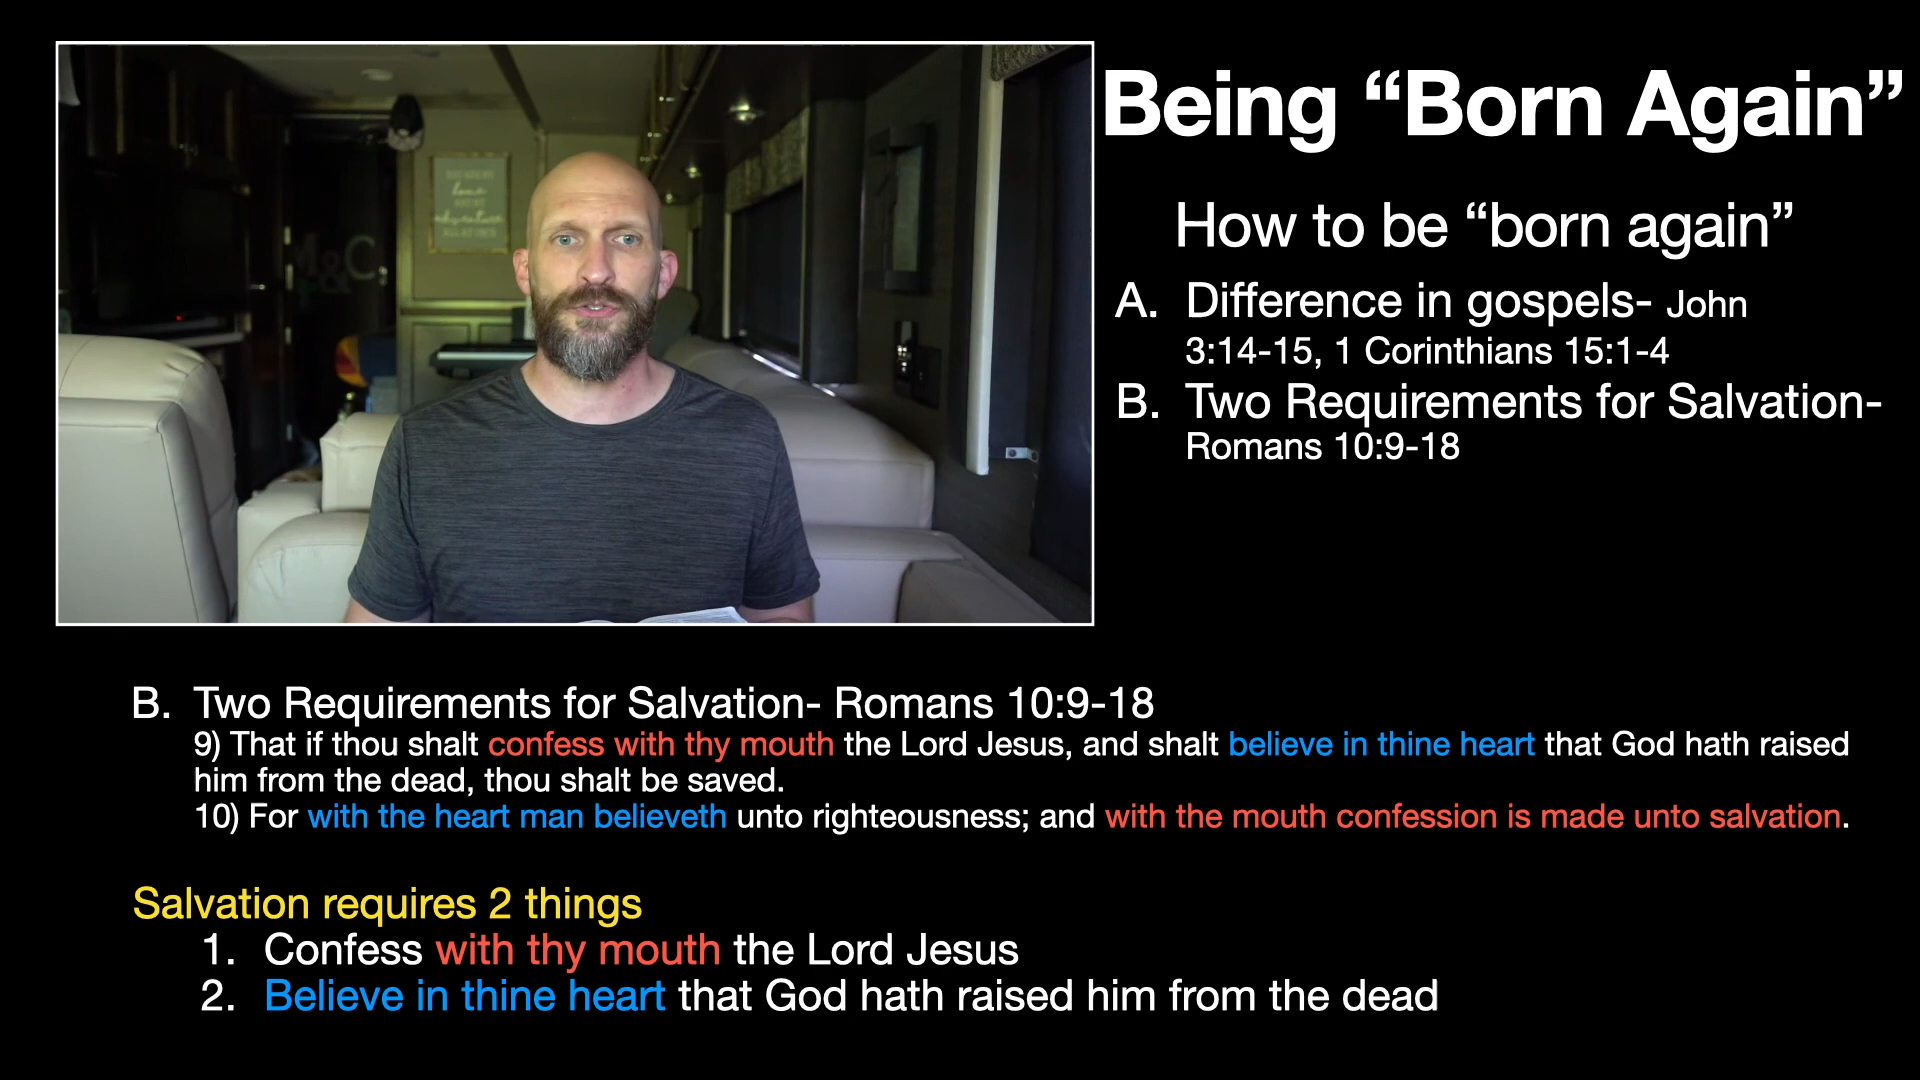 Being “Born Again”
How to be “born again”
A. Difference in gospels- John
3:14-15, 1 Corinthians 15:1-4
B. Two Requirements for Salvation-
Romans 10:9-18
home
adventure
M&C
B. Two Requirements for Salvation- Romans 10:9-18
9) That if thou shalt confess with thy mouth the Lord Jesus, and shalt believe in thine heart that God hath raised
him from the dead, thou shalt be saved.
10) For with the heart man believeth unto righteousness; and with the mouth confession is made unto salvation.
Salvation requires 2 things
1. Confess with thy mouth the Lord Jesus
2. Believe in thine heart that God hath raised him from the dead